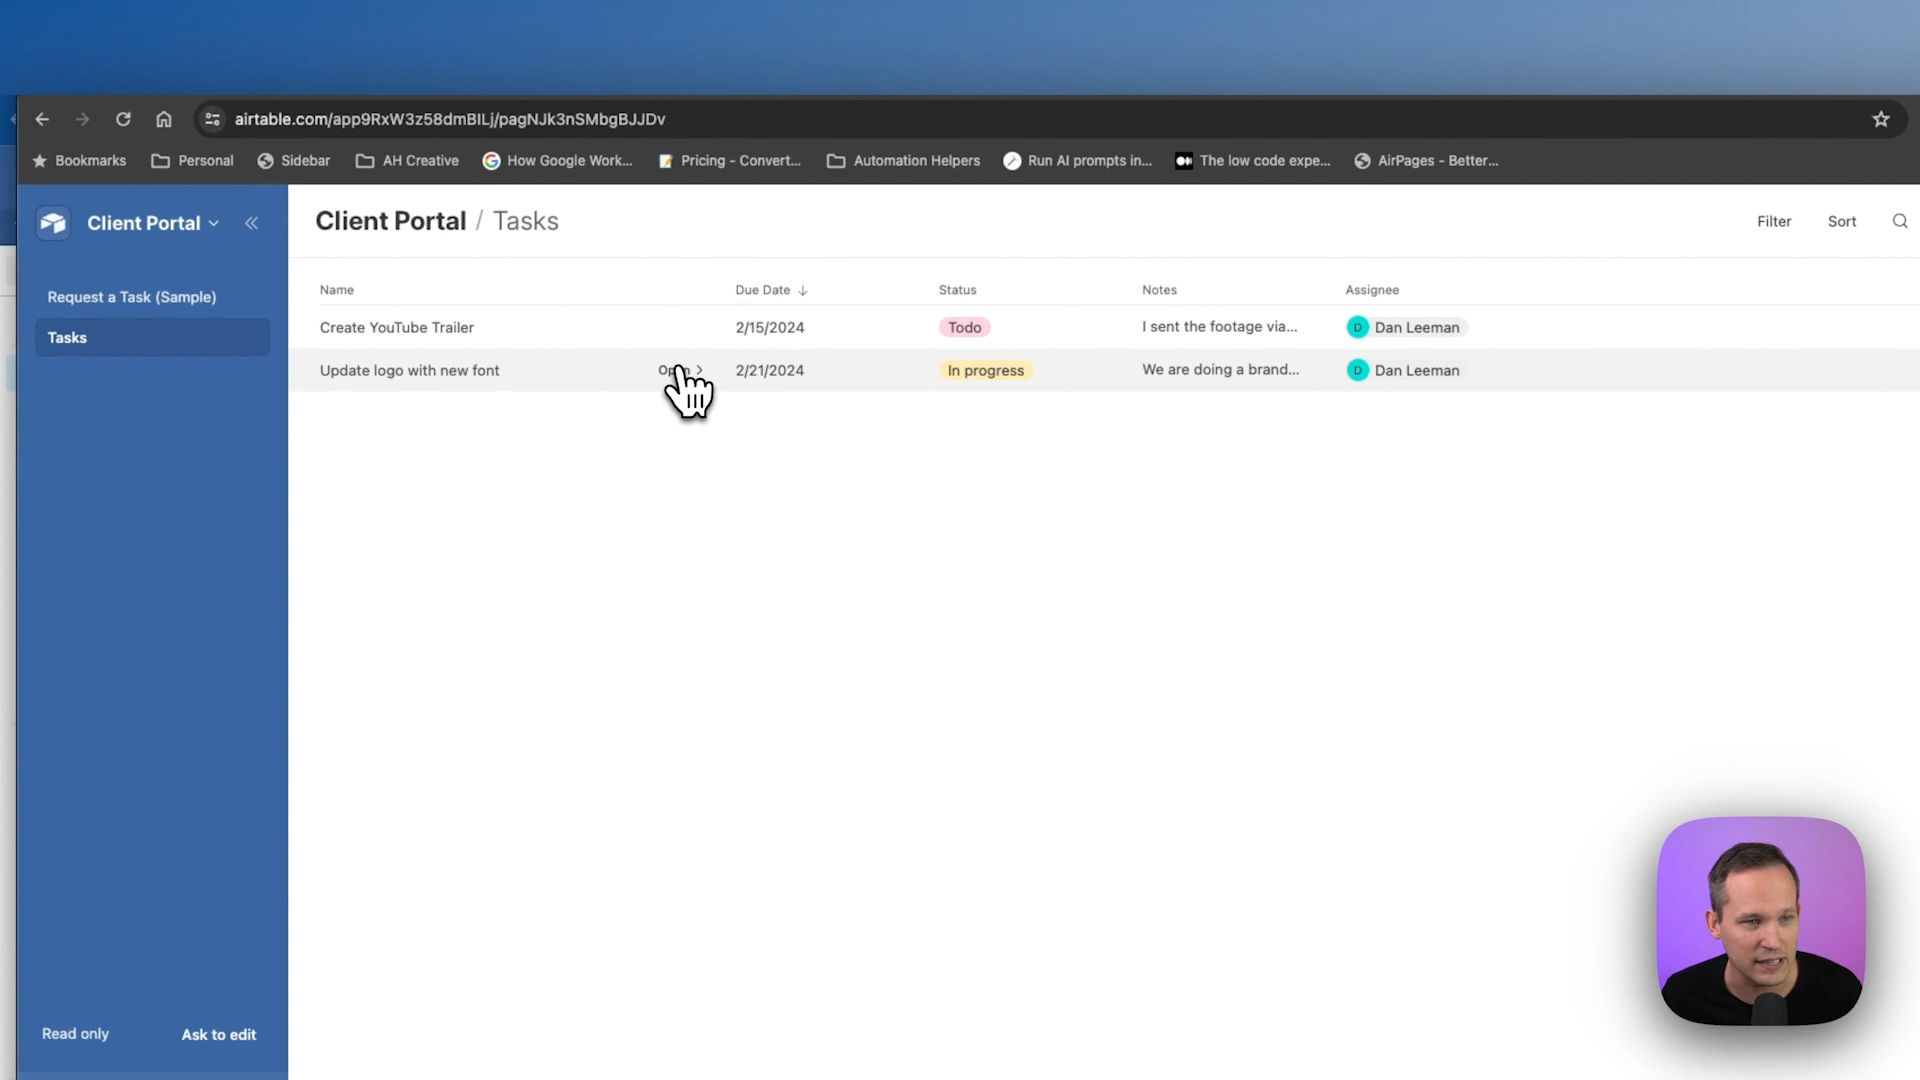 airtable.com/app9RxW3z58dmBILj/pagNJk3nSMbgBJJDv
Bookmarks Personal Sidebar AH Creative How Google Work... Pricing - Convert... Automation Helpers Run AI prompts in... The low code expe... AirPages - Better...
Client Portal
Client Portal / Tasks
Filter Sort
Request a Task (Sample)
Tasks
Name Due Date Status Notes Assignee
Create YouTube Trailer 2/15/2024 Todo I sent the footage via... D Dan Leeman
Update logo with new font Open 2/21/2024 In progress We are doing a brand... D Dan Leeman
Read only Ask to edit